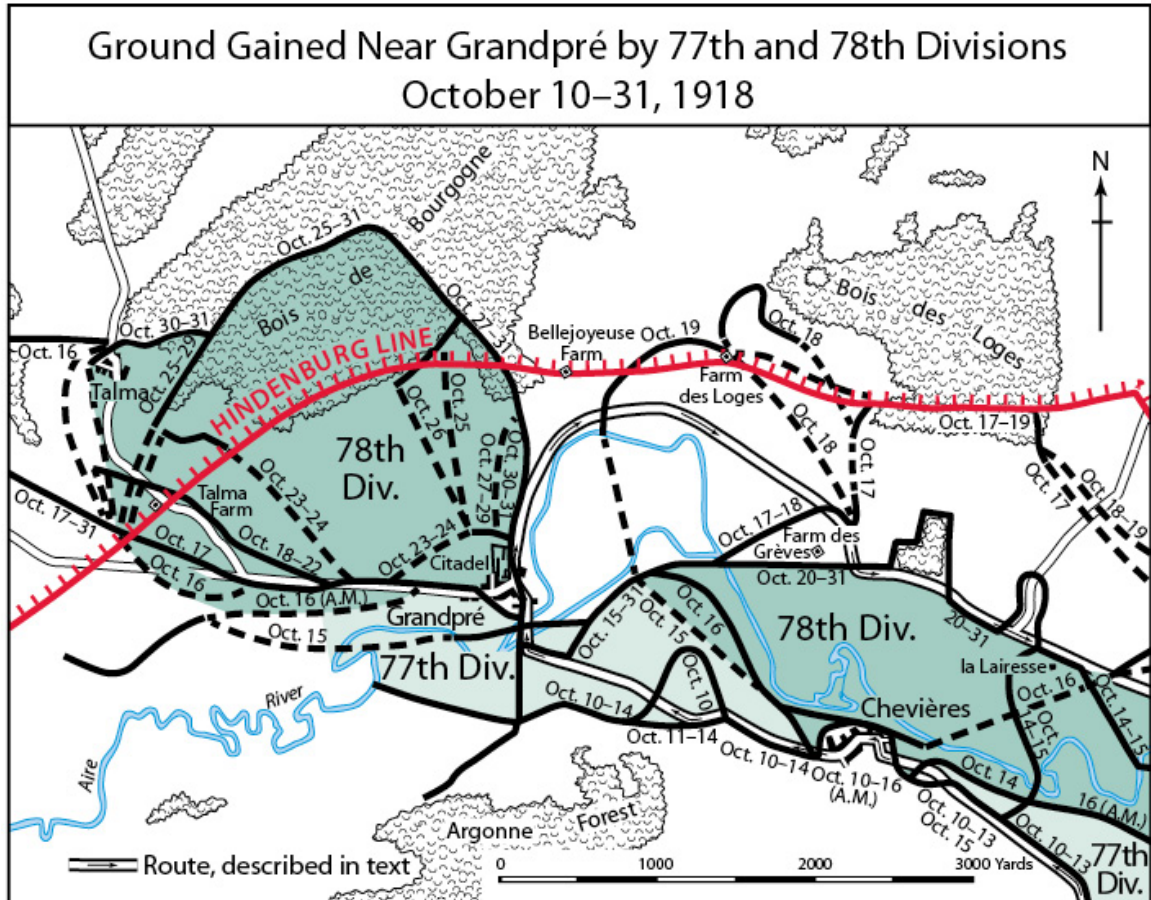 Ground Gained Near Grandpré by 77th and 78th Divisions
October 10–31, 1918
N
Bois
de
Bourgogne
Oct. 25–31
Oct. 27–31
Oct. 30–31
Oct. 16
Talma
Oct. 25–29
HINDENBURG LINE
Bellejoyeuse
Farm
Oct. 19
Oct. 18
Bois des Loges
Farm
des Loges
Oct. 17–19
Oct. 26
Oct. 25
78th
Div.
Oct. 27–29
Oct. 30–31
Oct. 18
Oct. 17
Oct. 17
Oct. 18–19
Oct. 17–31
Talma
Farm
Oct. 23–24
Oct. 23–24
Oct. 17
Oct. 18–22
Citadel
Oct. 17–18
Farm des
Grèves
Oct. 20–31
Oct. 16
Oct. 16 (A.M.)
Grandpré
Oct. 15
77th Div.
Oct. 15–31
Oct. 15
Oct. 16
78th Div.
20–31
la Lairesse
Oct. 16
Oct.
14–15
Oct. 14–15
River
Aire
Oct. 10–14
Oct. 10
Oct. 11–14
Oct. 10–14
Oct. 10–16
(A.M.)
Chevières
Oct. 14
16 (A.M.)
Oct. 10–13
Oct. 15
Oct. 10–13
77th
Div.
Argonne Forest
Route, described in text
0 1000 2000 3000 Yards